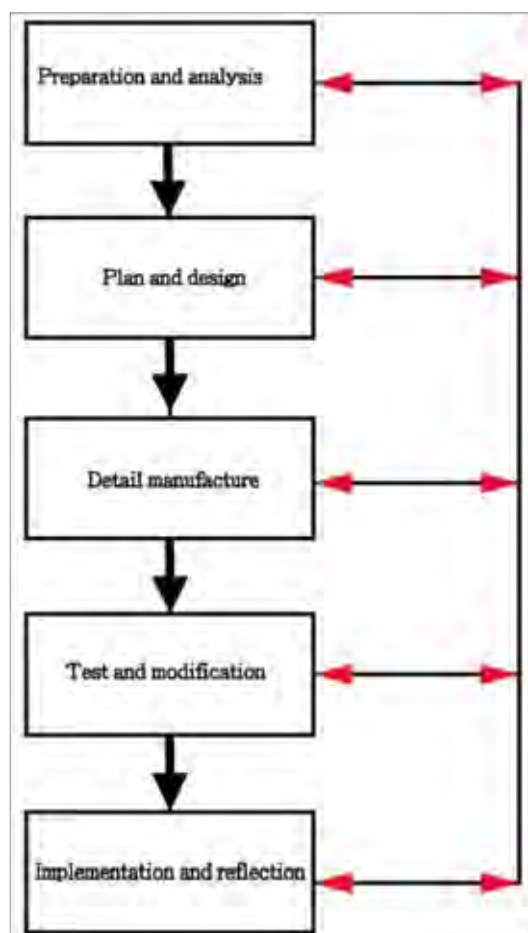 Preparation and analysis
Plan and design
Detail manufacture
Test and modification
Implementation and reflection